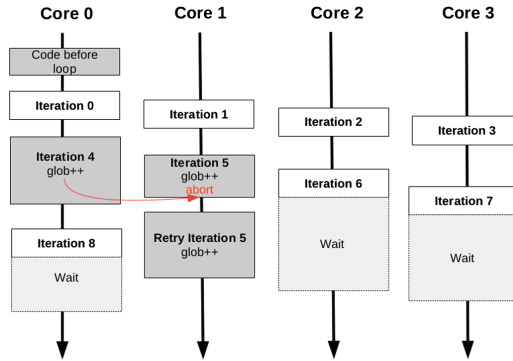 Core 0
Core 1
Core 2
Core 3
Code before
loop
Iteration 0
Iteration 1
Iteration 2
Iteration 3
Iteration 4
glob++
Iteration 5
glob++
abort
Iteration 6
Iteration 7
Iteration 8
Wait
Retry Iteration 5
glob++
Wait
Wait